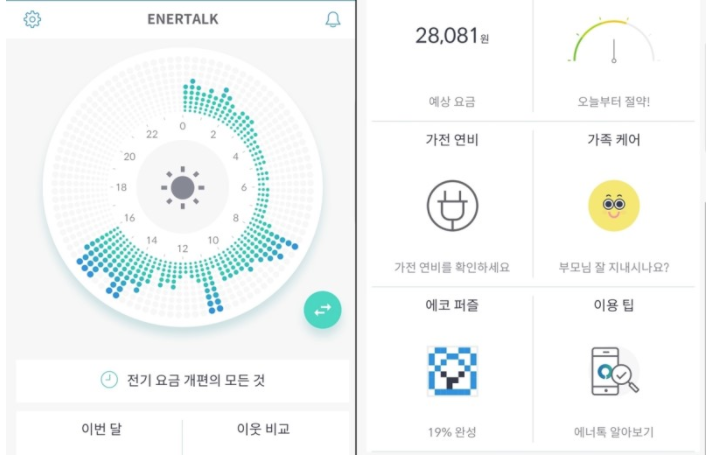 ENERTALK
0
2
4
6
8
10
12
14
16
18
20
22
전기 요금 개편의 모든 것
이번 달
이웃 비교
28,081원
예상 요금
오늘부터 절약!
가전 연비
가족 케어
가전 연비를 확인하세요
부모님 잘 지내시나요?
에코 퍼즐
이용 팁
19% 완성
에너톡 알아보기